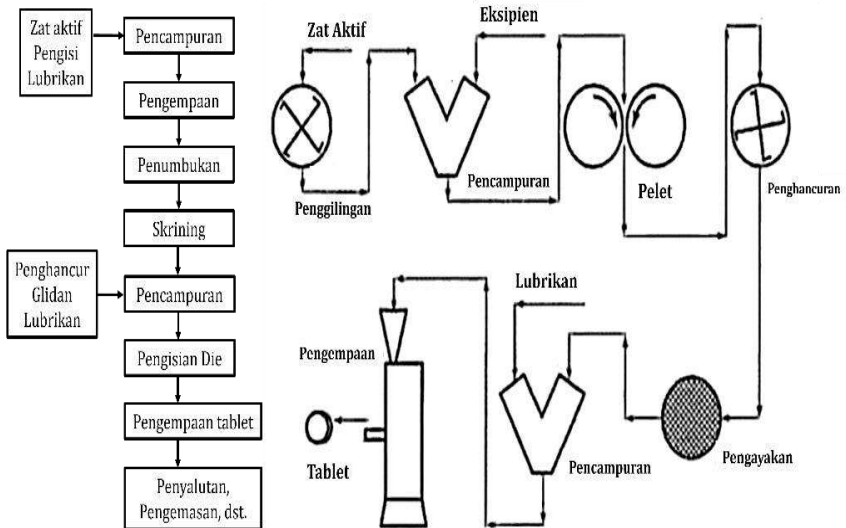 Zat aktif
Pengisi
Lubrikan
Pencampuran
Pengempaan
Penumbukan
Skrining
Penghancur
Glidan
Lubrikan
Pencampuran
Pengisian Die
Pengempaan tablet
Penyalutan,
Pengemasan, dst.
Zat Aktif
Eksipien
Penggilingan
Pencampuran
Pelet
Penghancuran
Lubrikan
Pengempaan
Tablet
Pencampuran
Pengayakan